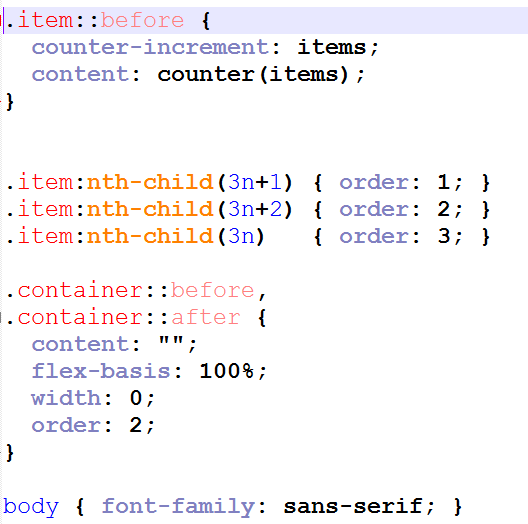 .item::before {
  counter-increment: items;
  content: counter(items);
}
.item:nth-child(3n+1) { order: 1; }
.item:nth-child(3n+2) { order: 2; }
.item:nth-child(3n)   { order: 3; }
.container::before,
.container::after {
  content: "";
  flex-basis: 100%;
  width: 0;
  order: 2;
}
body { font-family: sans-serif; }